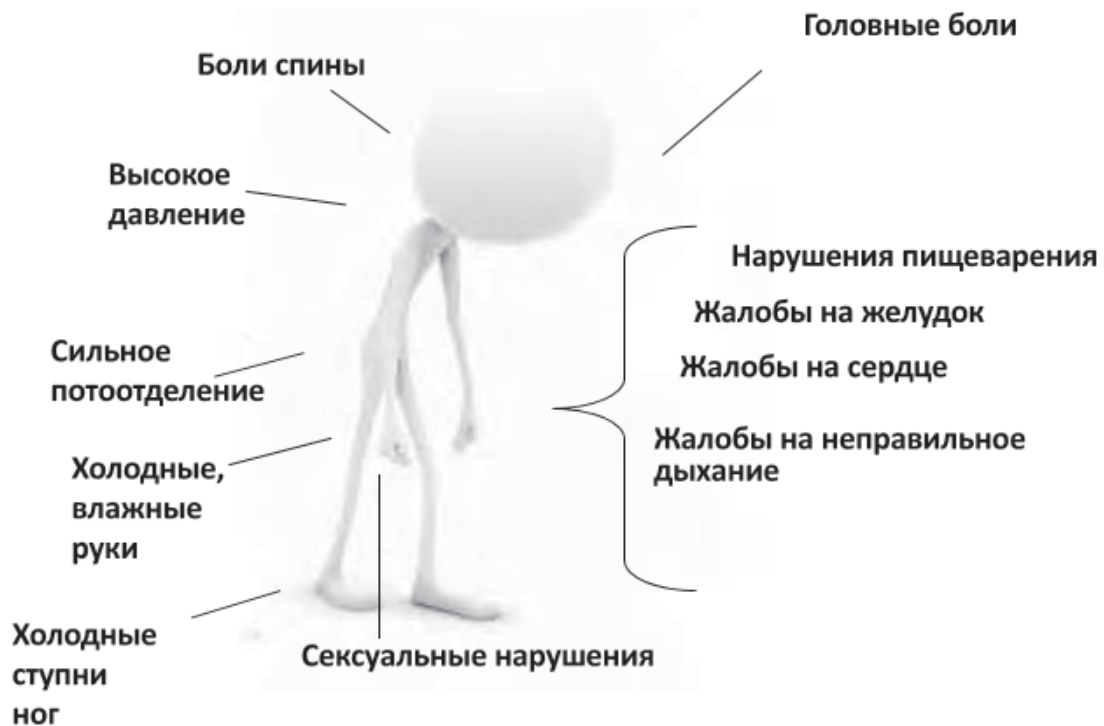 Головные боли
Боли спины
Высокое
давление
Нарушения пищеварения
Жалобы на желудок
Сильное
потоотделение
Жалобы на сердце
Жалобы на неправильное
дыхание
Холодные,
влажные
руки
Холодные
ступни
ног
Сексуальные нарушения